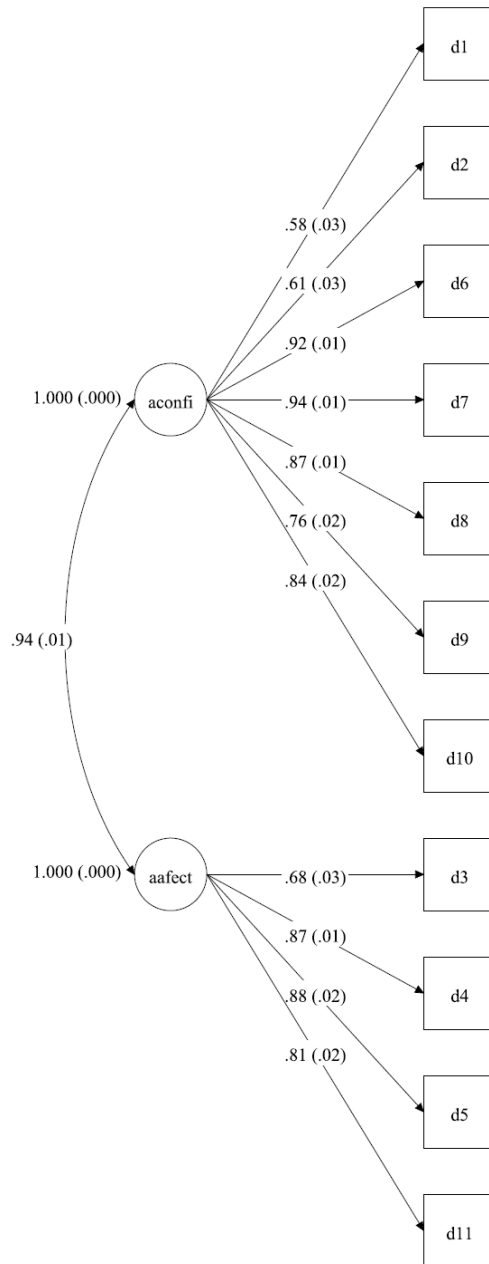 d1
d2
.58 (.03)
.61 (.03)
d6
.92 (.01)
1.000 (.000)
aconfi
.94 (.01)
d7
.87 (.01)
d8
.76 (.02)
.84 (.02)
d9
.94 (.01)
d10
1.000 (.000)
aafect
.68 (.03)
d3
.87 (.01)
d4
.88 (.02)
.81 (.02)
d5
d11